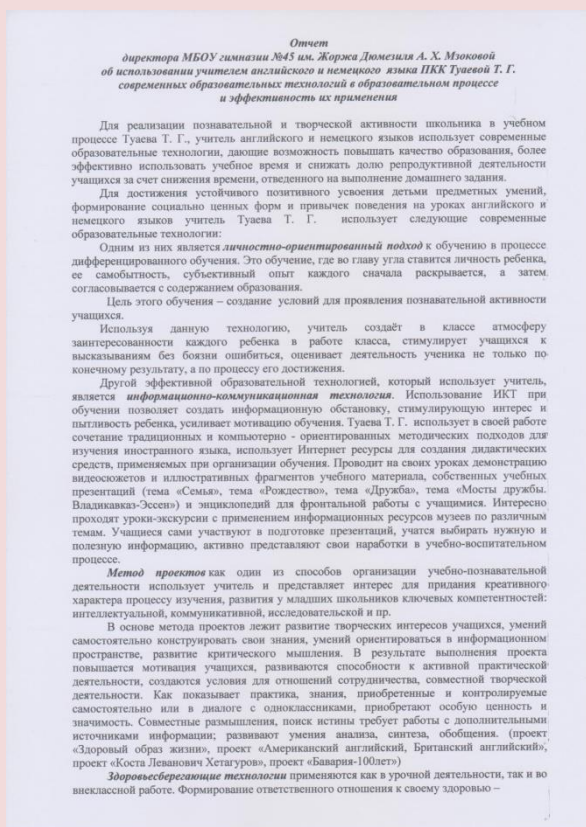 Отчет
директора МБОУ гимназии №45 им. Жоржа Дюмезиля А. Х. Мзоковой
об использовании учителем английского и немецкого языка ПКК Туаевой Т. Г.
современных образовательных технологий в образовательном процессе
и эффективность их применения
Для реализации познавательной и творческой активности школьника в учебном
процессе Туаева Т. Г., учитель английского и немецкого языков использует современные
образовательные технологии, дающие возможность повышать качество образования, более
эффективно использовать учебное время и снижать долю репродуктивной деятельности
учащихся за счет снижения времени, отведенного на выполнение домашнего задания.
Для достижения устойчивого позитивного усвоения детьми предметных умений,
формирование социально ценных форм и привычек поведения на уроках английского и
немецкого языков учитель Туаева Т. Г. использует следующие современные
образовательные технологии:
Одним из них является личностно-ориентированный подход к обучению в процессе
дифференцированного обучения. Это обучение, где во главу угла ставится личность ребенка,
ее самобытность, субъективный опыт каждого сначала раскрывается, а затем
согласовывается с содержанием образования.
Цель этого обучения – создание условий для проявления познавательной активности
учащихся.
Используя данную технологию, учитель создаёт в классе атмосферу
заинтересованности каждого ребенка в работе класса, стимулирует учащихся к
высказываниям без боязни ошибиться, оценивает деятельность ученика не только по
конечному результату, а по процессу его достижения.
Другой эффективной образовательной технологией, который использует учитель,
является информационно-коммуникационная технология. Использование ИКТ при
обучении позволяет создать информационную обстановку, стимулирующую интерес и
пытливость ребенка, усиливает мотивацию обучения. Туаева Т. Г. использует в своей работе
сочетание традиционных и компьютерно - ориентированных методических подходов для
изучения иностранного языка, использует Интернет ресурсы для создания дидактических
средств, применяемых при организации обучения. Проводит на своих уроках демонстрацию
видеосюжетов и иллюстративных фрагментов учебного материала, собственных учебных
презентаций (тема «Семья», тема «Рождество», тема «Дружба», тема «Мосты дружбы.
Владикавказ-Эссен») и энциклопедий для фронтальной работы с учащимися. Интересно
проходят уроки-экскурсии с применением информационных ресурсов музеев по различным
темам. Учащиеся сами участвуют в подготовке презентаций, учатся выбирать нужную и
полезную информацию, активно представляют свои наработки в учебно-воспитательном
процессе.
Метод проектов как один из способов организации учебно-познавательной
деятельности использует учитель и представляет интерес для придания креативного
характера процессу изучения, развития у младших школьников ключевых компетентностей:
интеллектуальной, коммуникативной, исследовательской и пр.
В основе метода проектов лежит развитие творческих интересов учащихся, умений
самостоятельно конструировать свои знания, умений ориентироваться в информационном
пространстве, развитие критического мышления. В результате выполнения проекта
повышается мотивация учащихся, развиваются способности к активной практической
деятельности, создаются условия для отношений сотрудничества, совместной творческой
деятельности. Как показывает практика, знания, приобретенные и контролируемые
самостоятельно или в диалоге с одноклассниками, приобретают особую ценность и
значимость. Совместные размышления, поиск истины требует работы с дополнительными
источниками информации; развивают умения анализа, синтеза, обобщения. (проект
«Здоровый образ жизни», проект «Американский английский, Британский английский»,
проект «Коста Леванович Хетагуров», проект «Бавария-100лет»)
Здоровьесберегающие технологии применяются как в урочной деятельности, так и во
внеклассной работе. Формирование ответственного отношения к своему здоровью –